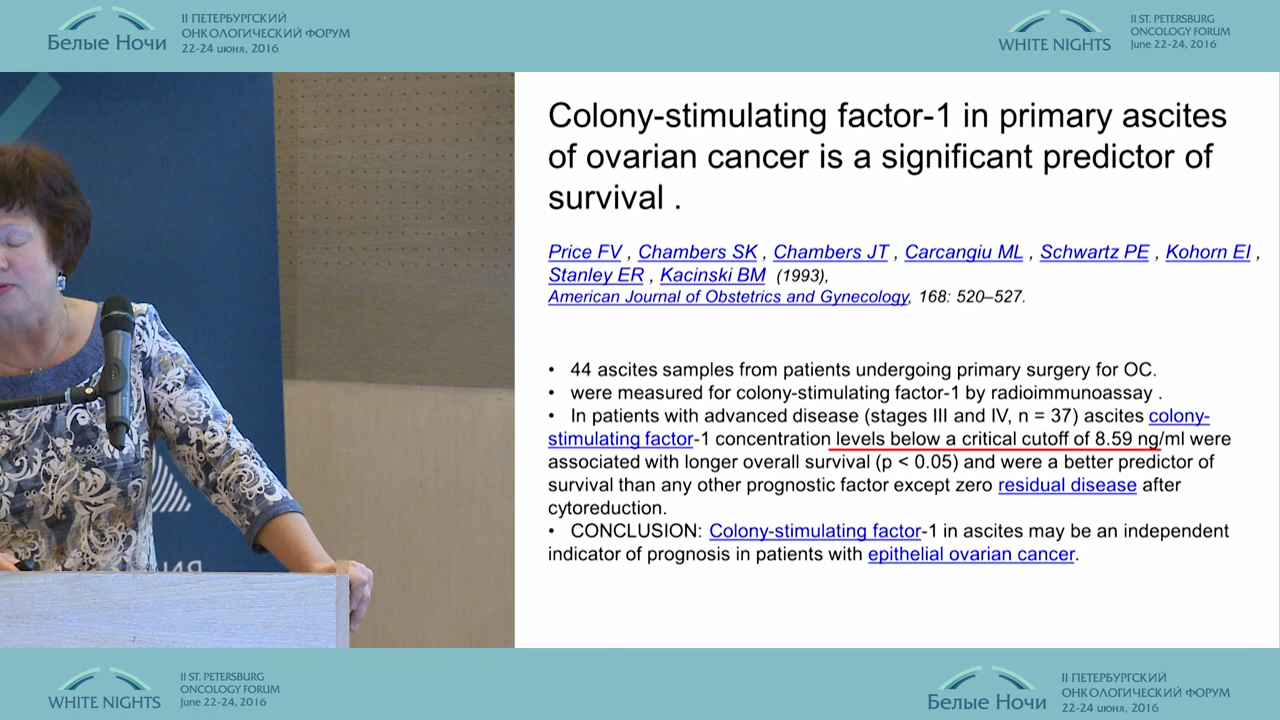 Белые Ночи
II ПЕТЕРБУРГСКИЙ
ОНКОЛОГИЧЕСКИЙ ФОРУМ
22-24 июня, 2016
WHITE NIGHTS
II ST. PETERSBURG
ONCOLOGY FORUM
June 22-24, 2016
Colony-stimulating factor-1 in primary ascites
of ovarian cancer is a significant predictor of
survival .
Price FV , Chambers SK , Chambers JT , Carcangiu ML , Schwartz PE , Kohorn EI ,
Stanley ER , Kacinski BM (1993),
American Journal of Obstetrics and Gynecology, 168: 520–527.
• 44 ascites samples from patients undergoing primary surgery for OC.
• were measured for colony-stimulating factor-1 by radioimmunoassay .
• In patients with advanced disease (stages III and IV, n = 37) ascites colony-
stimulating factor-1 concentration levels below a critical cutoff of 8.59 ng/ml were
associated with longer overall survival (p < 0.05) and were a better predictor of
survival than any other prognostic factor except zero residual disease after
cytoreduction.
• CONCLUSION: Colony-stimulating factor-1 in ascites may be an independent
indicator of prognosis in patients with epithelial ovarian cancer.
WHITE NIGHTS
II ST. PETERSBURG
ONCOLOGY FORUM
June 22-24, 2016
Белые Ночи
II ПЕТЕРБУРГСКИЙ
ОНКОЛОГИЧЕСКИЙ ФОРУМ
22-24 июня, 2016